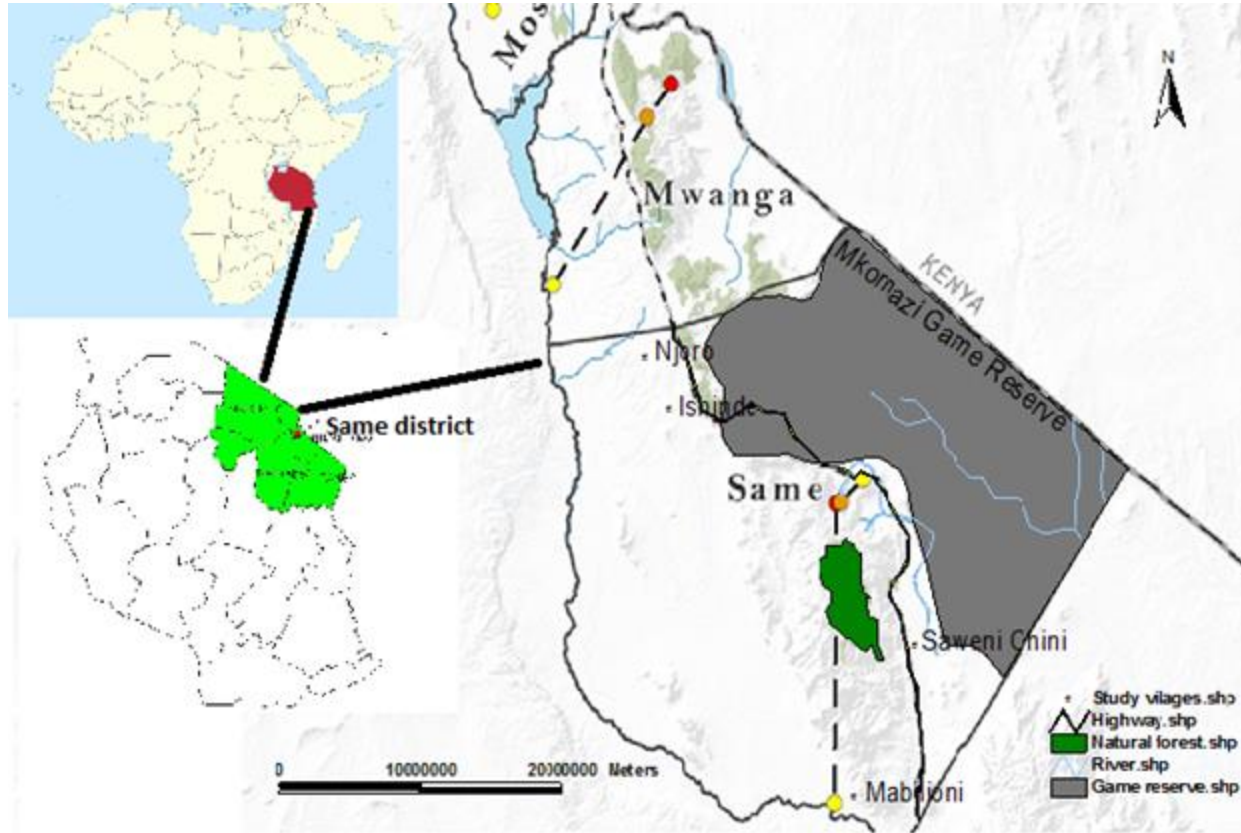 Mos
N
Mwanga
KENYA
Mkomazi Game Reserve
Njoro
Ishinde
Same district
Same
Saweni Chini
Study vilages.shp
Highway.shp
Natural forest.shp
River.shp
Game reserve.shp
0 10000000 20000000 Meters